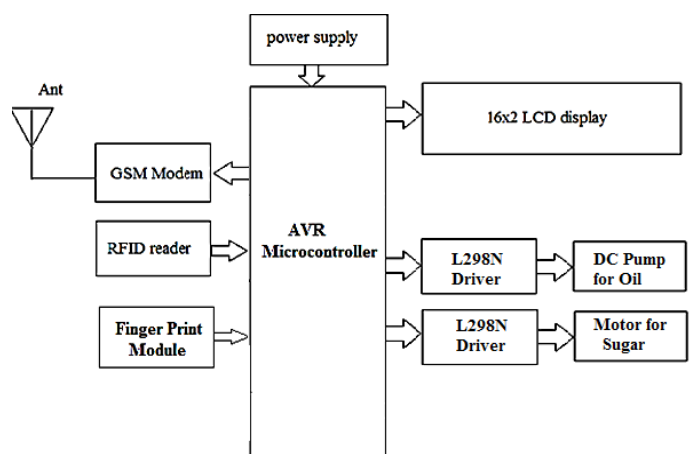 power supply
Ant
16x2 LCD display
GSM Modem
AVR
Microcontroller
RFID reader
L298N
Driver
DC Pump
for Oil
Finger Print
Module
L298N
Driver
Motor for
Sugar